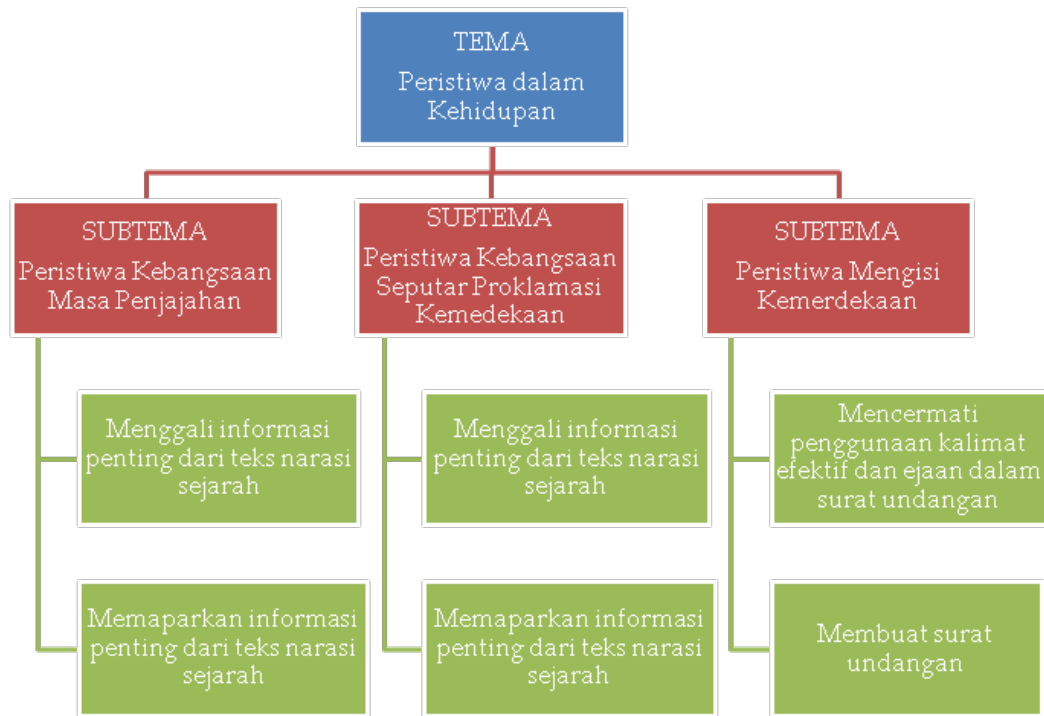 TEMA
Peristiwa dalam
Kehidupan
SUBTEMA
Peristiwa Kebangsaan
Masa Penjajahan
SUBTEMA
Peristiwa Kebangsaan
Seputar Proklamasi
Kemedekaan
SUBTEMA
Peristiwa Mengisi
Kemerdekaan
Menggali informasi
penting dari teks narasi
sejarah
Menggali informasi
penting dari teks narasi
sejarah
Mencermati
penggunaan kalimat
efektif dan ejaan dalam
surat undangan
Memaparkan informasi
penting dari teks narasi
sejarah
Memaparkan informasi
penting dari teks narasi
sejarah
Membuat surat
undangan